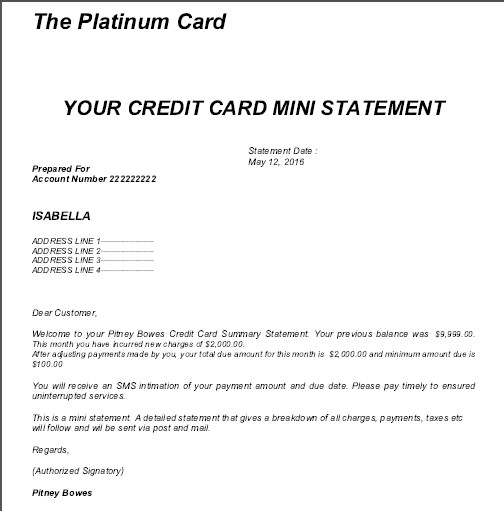 The Platinum Card
YOUR CREDIT CARD MINI STATEMENT
Statement Date :
May 12, 2016
Prepared For
Account Number 222222222
ISABELLA
ADDRESS LINE 1--------------------
ADDRESS LINE 2--------------------
ADDRESS LINE 3--------------------
ADDRESS LINE 4--------------------
Dear Customer,
Welcome to your Pitney Bowes Credit Card Summary Statement. Your previous balance was $9,999.00.
This month you have incurred new charges of $2,000.00.
After adjusting payments made by you, your total due amount for this month is $2,000.00 and minimum amount due is
$100.00
You will receive an SMS intimation of your payment amount and due date. Please pay timely to ensured
uninterrupted services.
This is a mini statement. A detailed statement that gives a breakdown of all charges, payments, taxes etc
will follow and wil be sent via post and mail.
Regards,
(Authorized Signatory)
Pitney Bowes